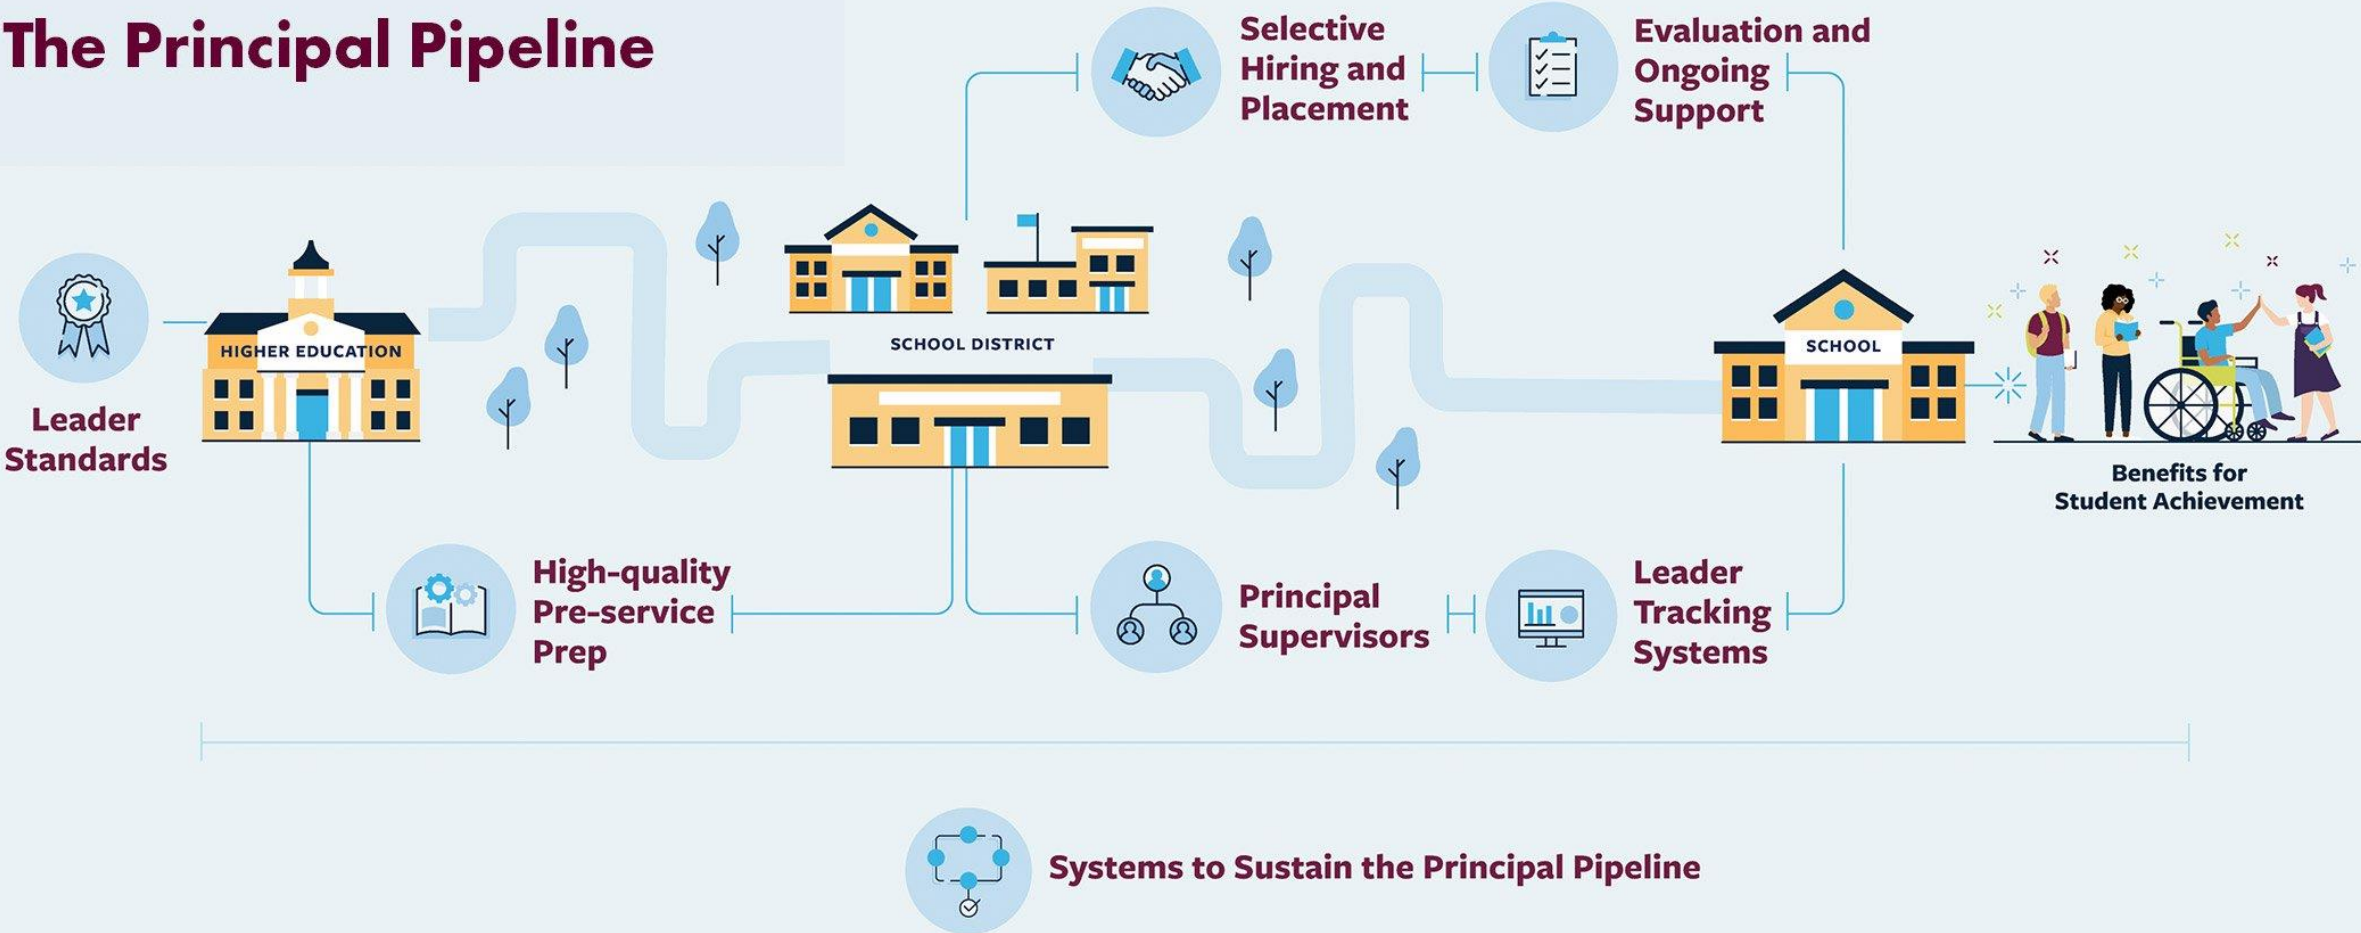 The Principal Pipeline
Selective
Hiring and
Placement
Evaluation and
Ongoing
Support
Leader
Standards
HIGHER EDUCATION
SCHOOL DISTRICT
SCHOOL
Benefits for
Student Achievement
High-quality
Pre-service
Prep
Principal
Supervisors
Leader
Tracking
Systems
Systems to Sustain the Principal Pipeline